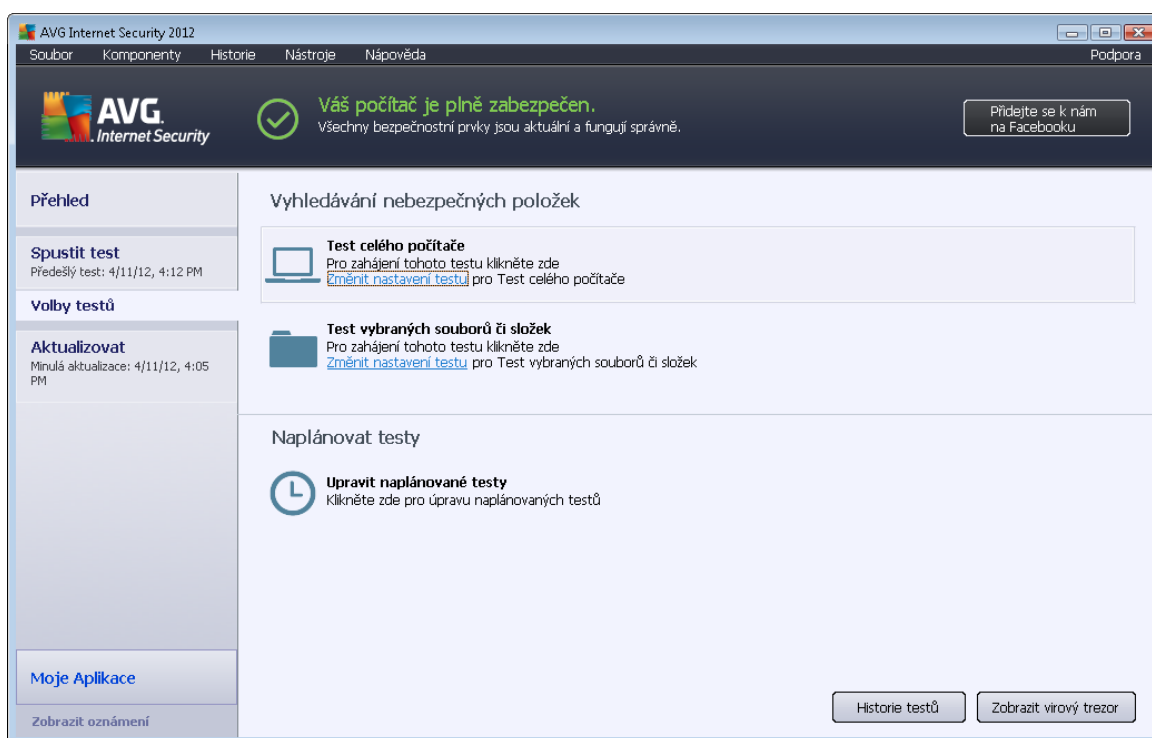 AVG Internet Security 2012
Soubor Komponenty Historie Nástroje Nápověda Podpora
AVG.
Internet Security
Váš počítač je plně zabezpečen.
Všechny bezpečnostní prvky jsou aktuální a fungují správně.
Přidejte se k nám
na Facebooku
Přehled
Spustit test
Předešlý test: 4/11/12, 4:12 PM
Volby testů
Aktualizovat
Minulá aktualizace: 4/11/12, 4:05
PM
Vyhledávání nebezpečných položek
Test celého počítače
Pro zahájení tohoto testu klikněte zde
Změnit nastavení testu pro Test celého počítače
Test vybraných souborů či složek
Pro zahájení tohoto testu klikněte zde
Změnit nastavení testu pro Test vybraných souborů či složek
Naplánovat testy
Upravit naplánované testy
Klikněte zde pro úpravu naplánovaných testů
Moje Aplikace
Zobrazit oznámení
Historie testů
Zobrazit virový trezor